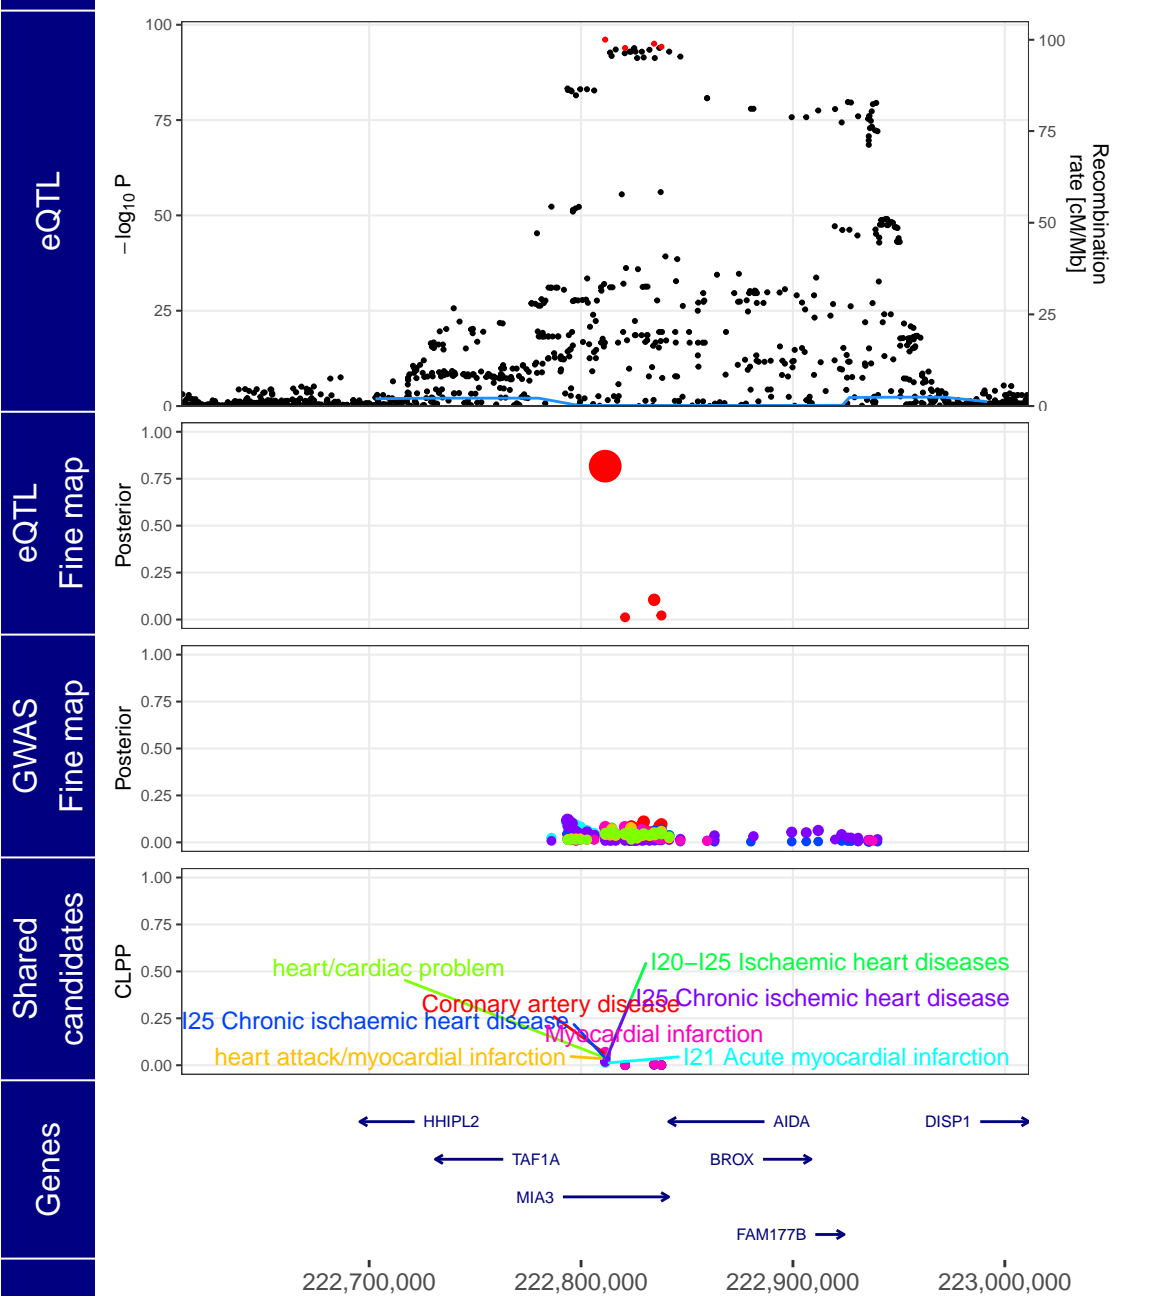 eQTL
−log10 P
100
75
50
25
0
100
75
50
25
0
Recombination
rate [cM/Mb]
eQTL
Fine map
Posterior
1.00
0.75
0.50
0.25
0.00
GWAS
Fine map
Posterior
1.00
0.75
0.50
0.25
0.00
Shared
candidates
CLPP
1.00
0.75
0.50
0.25
0.00
heart/cardiac problem
I20−I25 Ischaemic heart diseases
Coronary artery disease
I25 Chronic ischemic heart disease
I25 Chronic ischaemic heart disease
Myocardial infarction
heart attack/myocardial infarction
I21 Acute myocardial infarction
Genes
HHIPL2
AIDA
DISP1
TAF1A
BROX
MIA3
FAM177B
222,700,000
222,800,000
222,900,000
223,000,000